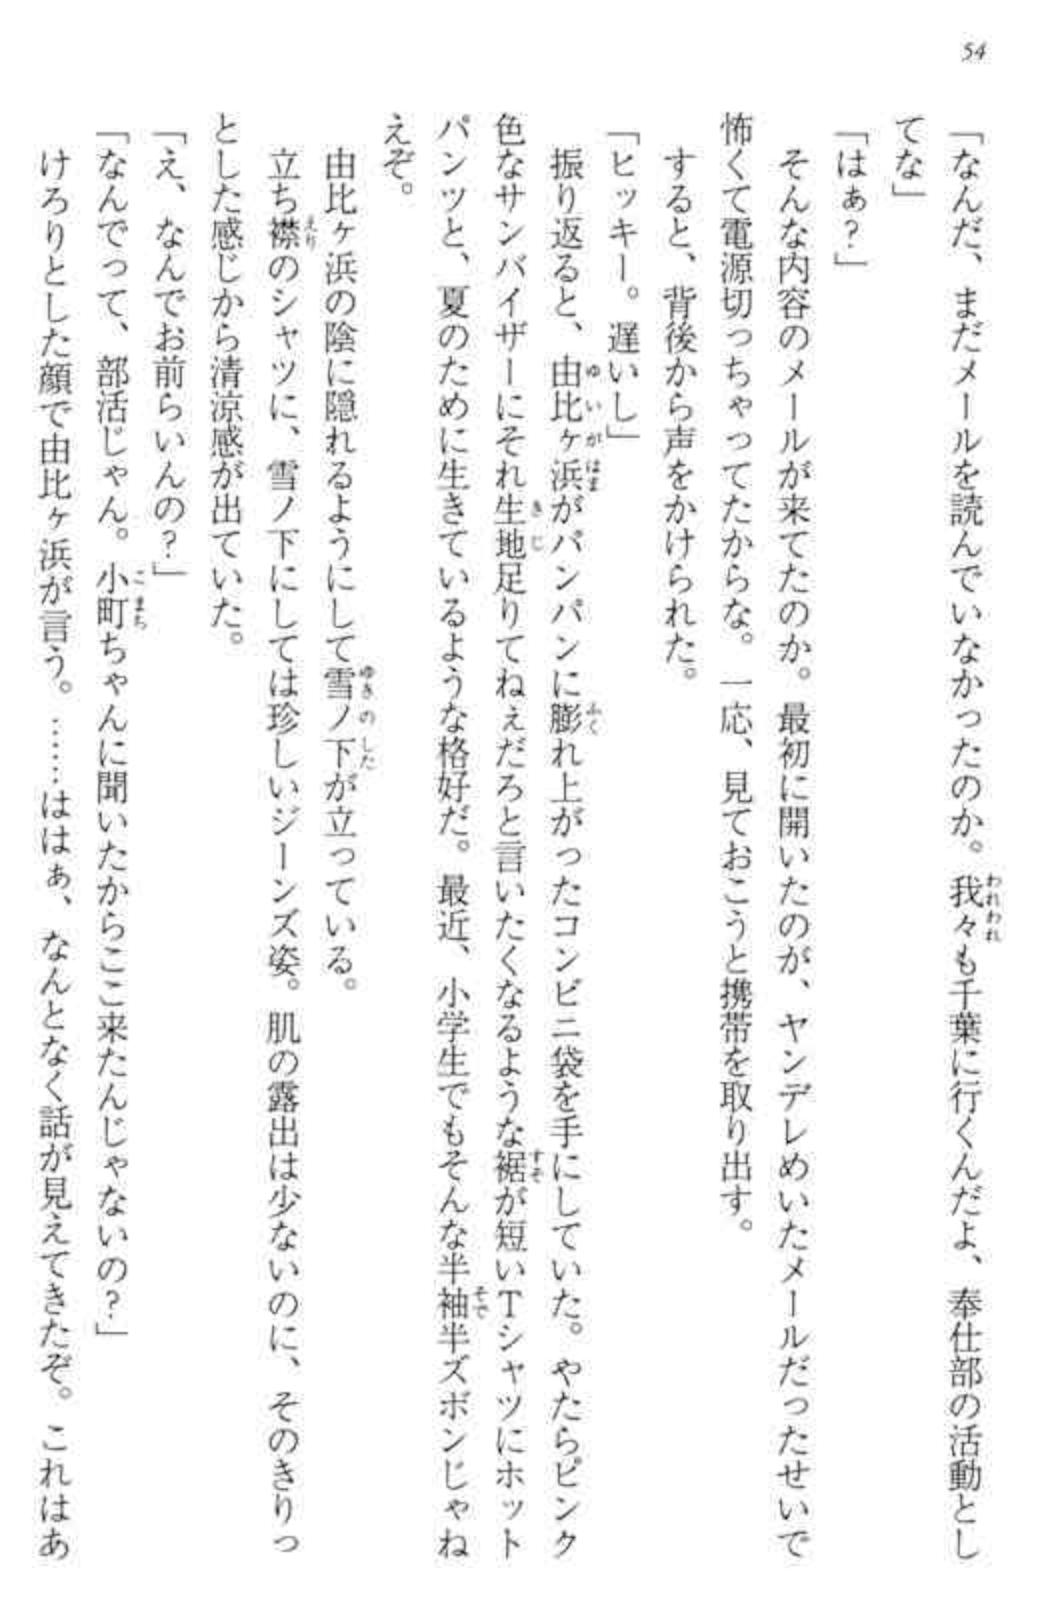 54
「なんだ、まだメールを読んでいなかったのか。我々も千葉に行くんだよ、奉仕部の活動とし
てな」
「はぁ？」
そんな内容のメールが来てたのか。最初に開いたのが、ヤンデレめいたメールだったせいで
怖くて電源切っちゃってたからな。一応、見ておこうと携帯を取り出す。
すると、背後から声をかけられた。
「ヒッキー。遅いし」
振り返ると、由比ヶ浜がパンパンに膨れ上がったコンビニ袋を手にしていた。やたらピンク
色なサンバイザーにそれ生地足りてねぇだろと言いたくなるような裾が短いTシャツにホット
パンツと、夏のために生きているような格好だ。最近、小学生でもそんな半袖半ズボンじゃね
えぞ。
由比ヶ浜の陰に隠れるようにして雪ノ下が立っている。
立ち襟のシャツに、雪ノ下にしては珍しいジーンズ姿。肌の露出は少ないのに、そのきりっ
とした感じから清涼感が出ていた。
「え、なんでお前らいんの？」
「なんでって、部活じゃん。小町ちゃんに聞いたからここ来たんじゃないの？」
けろりとした顔で由比ヶ浜が言う。……ははぁ、なんとなく話が見えてきたぞ。これはあ